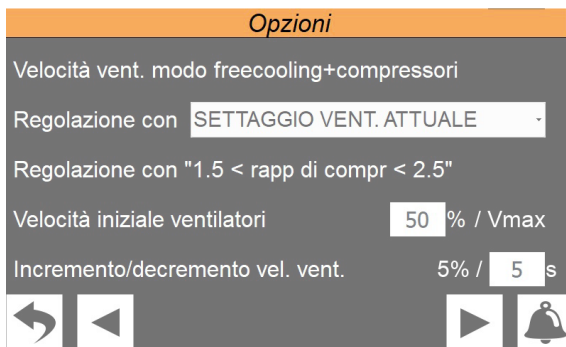 Opzioni
Velocità vent. modo freecooling+compressori
Regolazione con SETTAGGIO VENT. ATTUALE
Regolazione con "1.5 < rapp di compr < 2.5"
Velocità iniziale ventilatori 50 % / Vmax
Incremento/decremento vel. vent. 5% / 5 s